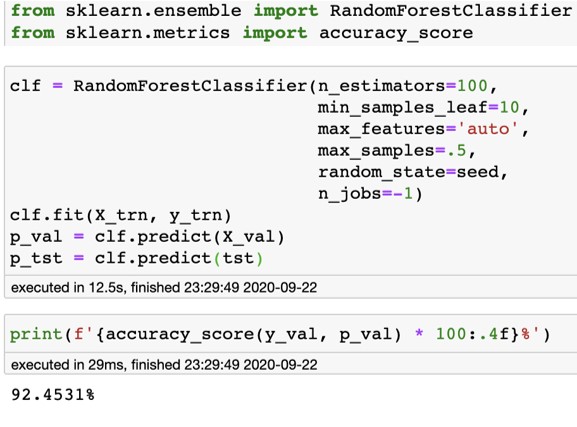 from sklearn.ensemble import RandomForestClassifier
from sklearn.metrics import accuracy_score
clf = RandomForestClassifier(n_estimators=100,
                             min_samples_leaf=10,
                             max_features='auto',
                             max_samples=.5,
                             random_state=seed,
                             n_jobs=-1)
clf.fit(X_trn, y_trn)
p_val = clf.predict(X_val)
p_tst = clf.predict(tst)
executed in 12.5s, finished 23:29:49 2020-09-22
print(f'{accuracy_score(y_val, p_val) * 100:.4f}%')
executed in 29ms, finished 23:29:49 2020-09-22
92.4531%